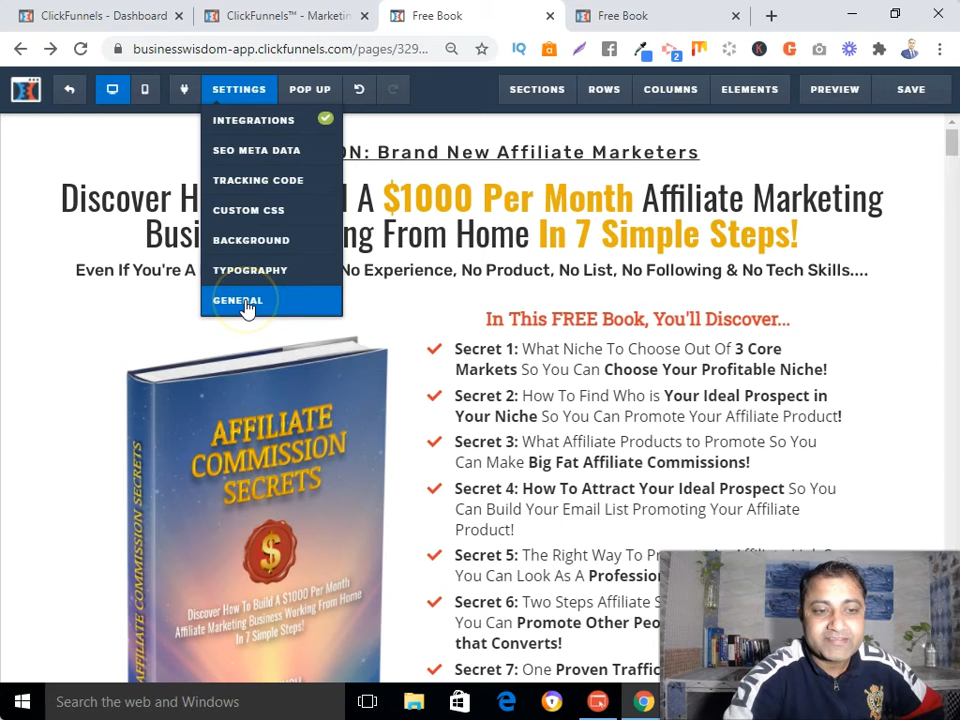 ClickFunnels - Dashboard
ClickFunnels™ - Marketin
Free Book
Free Book
businesswisdom-app.clickfunnels.com/pages/329...
2
SETTINGS
POP UP
SECTIONS
ROWS
COLUMNS
ELEMENTS
PREVIEW
SAVE
INTEGRATIONS
SEO META DATA
TRACKING CODE
CUSTOM CSS
BACKGROUND
TYPOGRAPHY
GENERAL
ON: Brand New Affiliate Marketers
Discover H A $1000 Per Month Affiliate Marketing
Busi ng From Home In 7 Simple Steps!
Even If You're A No Experience, No Product, No List, No Following & No Tech Skills....
In This FREE Book, You'll Discover...
Secret 1: What Niche To Choose Out Of 3 Core
Markets So You Can Choose Your Profitable Niche!
Secret 2: How To Find Who is Your Ideal Prospect in
Your Niche So You Can Promote Your Affiliate Product!
Secret 3: What Affiliate Products to Promote So You
Can Make Big Fat Affiliate Commissions!
Secret 4: How To Attract Your Ideal Prospect So You
Can Build Your Email List Promoting Your Affiliate
Product!
Secret 5: The Right Way To
You Can Look As A Profession
Secret 6: Two Steps Affiliate S
You Can Promote Other Peo
that Converts!
Secret 7: One Proven Traffic
AFFILIATE
COMMISSION
SECRETS
$
Discover How To Build A $1000 Per Month
Affiliate Marketing Business Working From Home
In 7 Simple Steps!
AFFILIATE COMMISSION SECRETS
Search the web and Windows